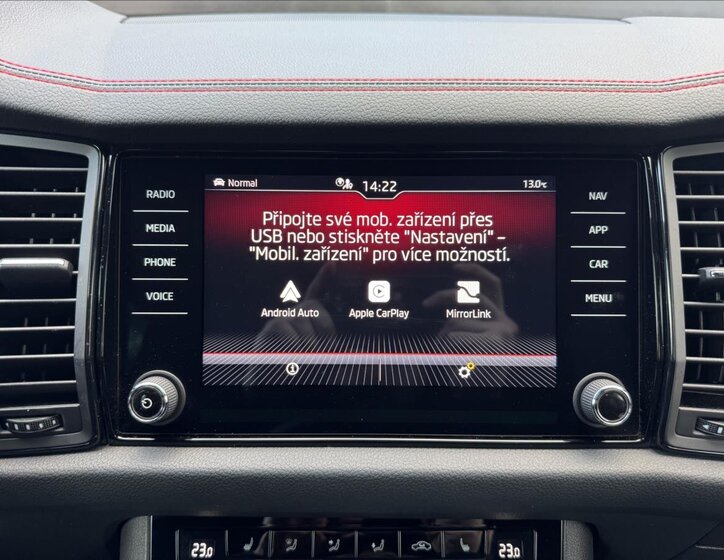 Normal 14:22 13.0°C
RADIO
MEDIA
PHONE
VOICE
Připojte své mob. zařízení přes
USB nebo stiskněte "Nastavení" –
"Mobil. zařízení" pro více možností.
Android Auto Apple CarPlay MirrorLink
NAV
APP
CAR
MENU
23.0 23.0